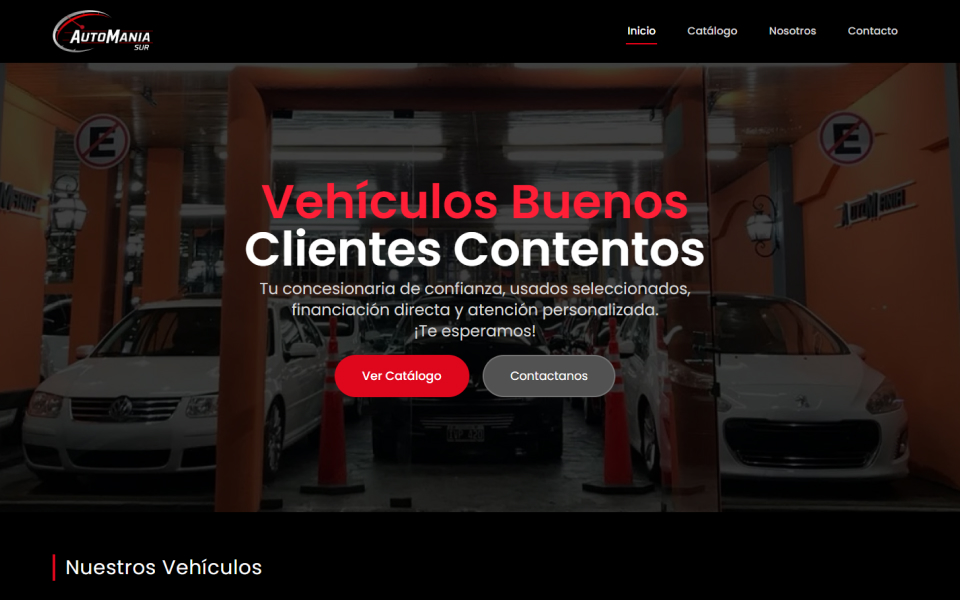 AUTOMANIA
SUR
Inicio
Catálogo
Nosotros
Contacto
E
E
AUTOMANIA
Vehículos Buenos
Clientes Contentos
Tu concesionaria de confianza, usados seleccionados,
financiación directa y atención personalizada.
¡Te esperamos!
Ver Catálogo
Contactanos
Nuestros Vehículos